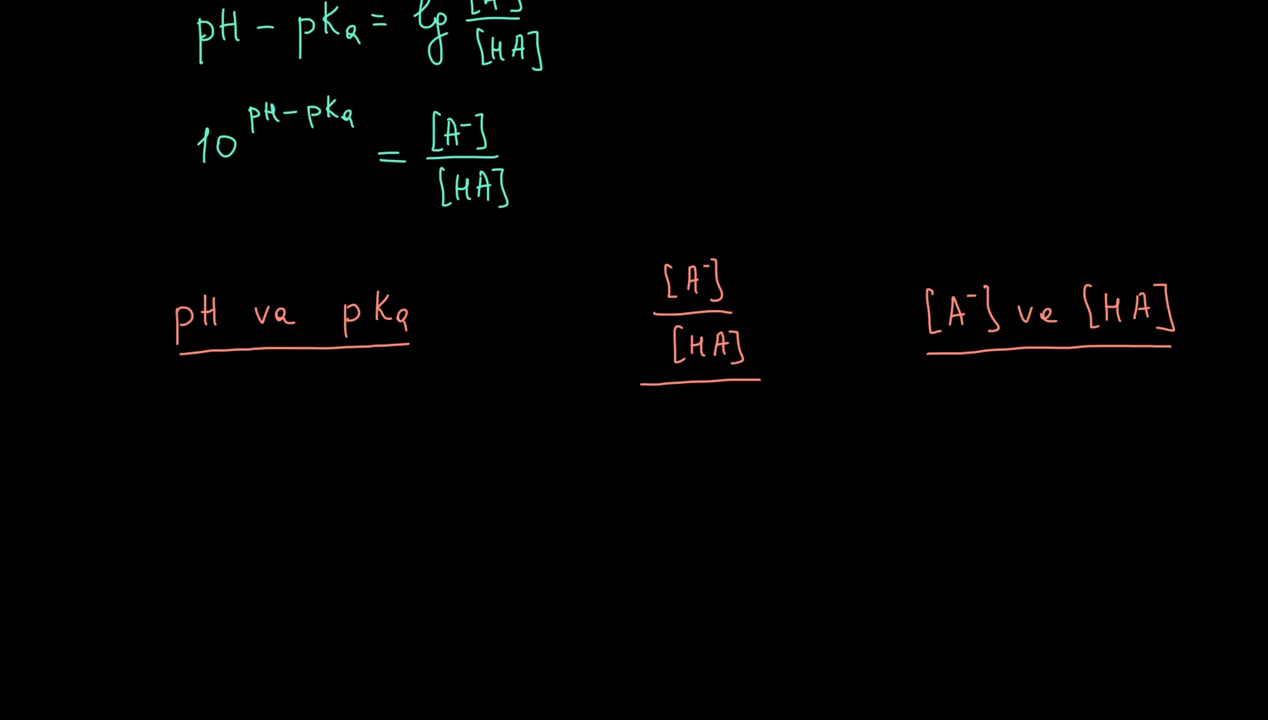 pH - pKa = lg [A⁻] / [HA]
10^(pH - pKa) = [A⁻] / [HA]
pH va pKa [A⁻] / [HA] [A⁻] ve [HA]